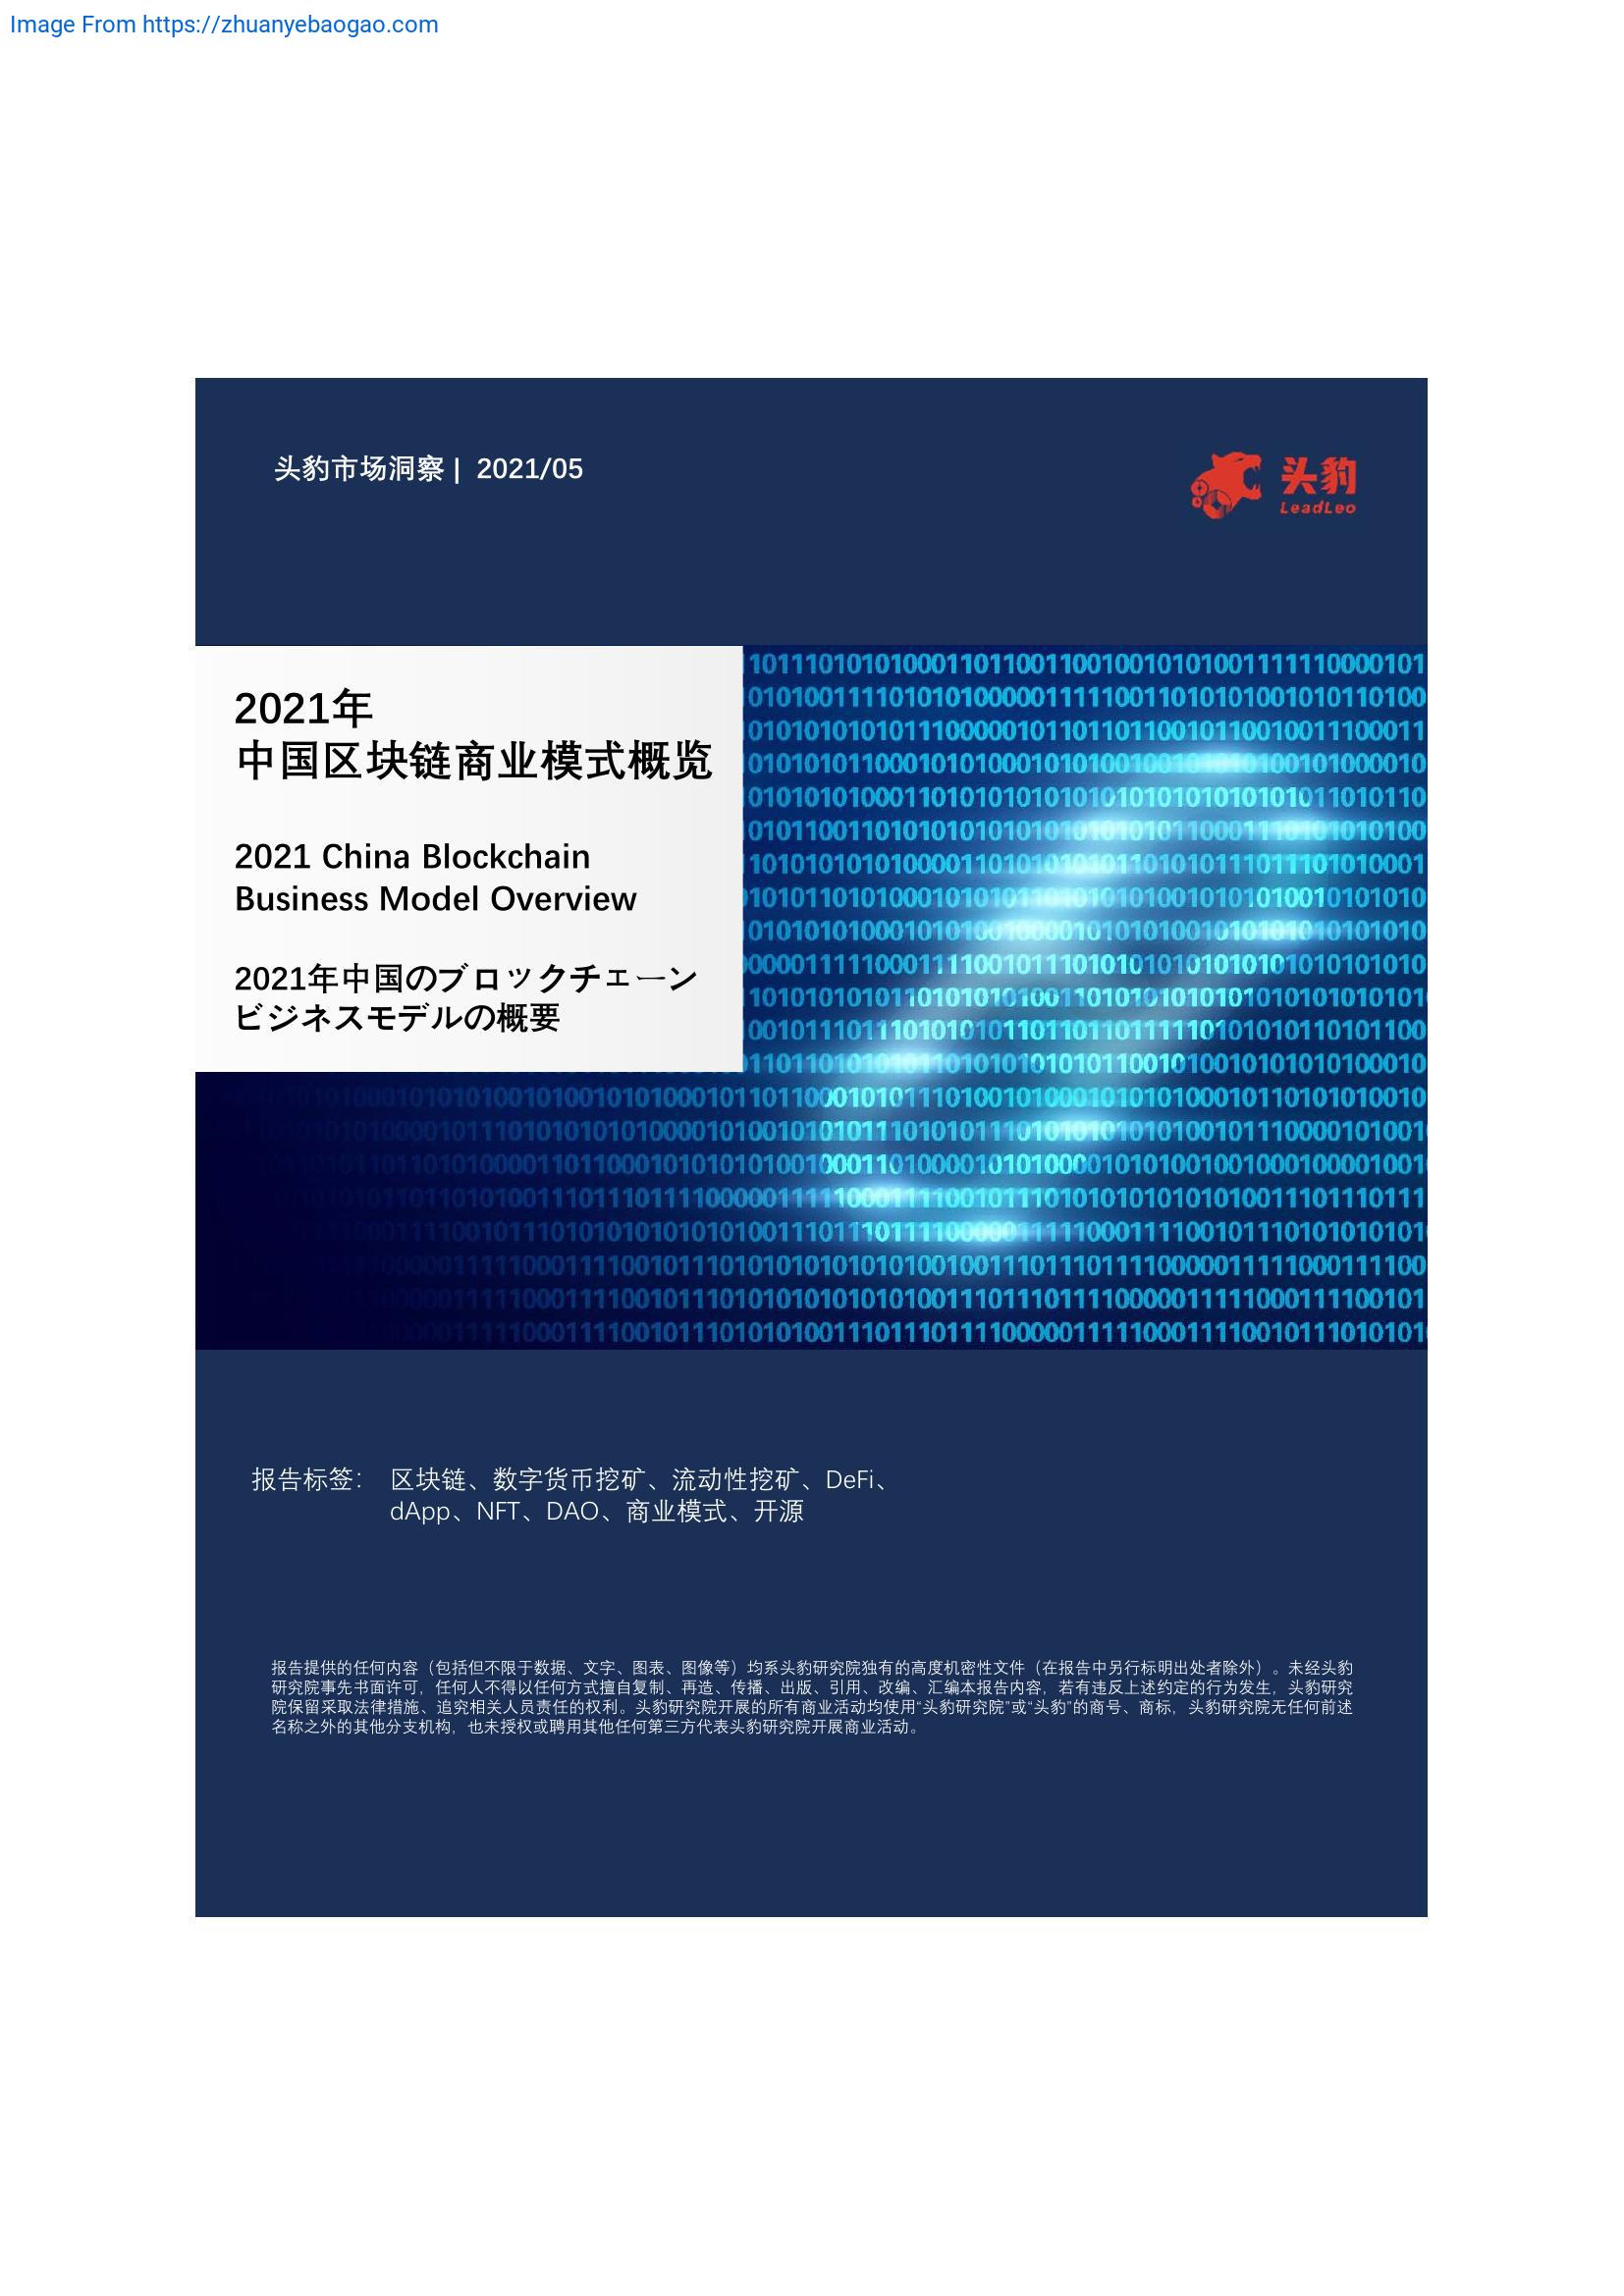 Image From https://zhuanyebaogao.com
头豹市场洞察 | 2021/05
头豹
LeadLeo
2021年
中国区块链商业模式概览
2021 China Blockchain
Business Model Overview
2021年中国のブロックチェーン
ビジネスモデルの概要
报告标签： 区块链、数字货币挖矿、流动性挖矿、DeFi、
dApp、NFT、DAO、商业模式、开源
报告提供的任何内容（包括但不限于数据、文字、图表、图像等）均系头豹研究院独有的高度机密性文件（在报告中另行标明出处者除外）。未经头豹
研究院事先书面许可，任何人不得以任何方式擅自复制、再造、传播、出版、引用、改编、汇编本报告内容，若有违反上述约定的行为发生，头豹研究
院保留采取法律措施、追究相关人员责任的权利。头豹研究院开展的所有商业活动均使用“头豹研究院”或“头豹”的商号、商标，头豹研究院无任何前述
名称之外的其他分支机构，也未授权或聘用其他任何第三方代表头豹研究院开展商业活动。